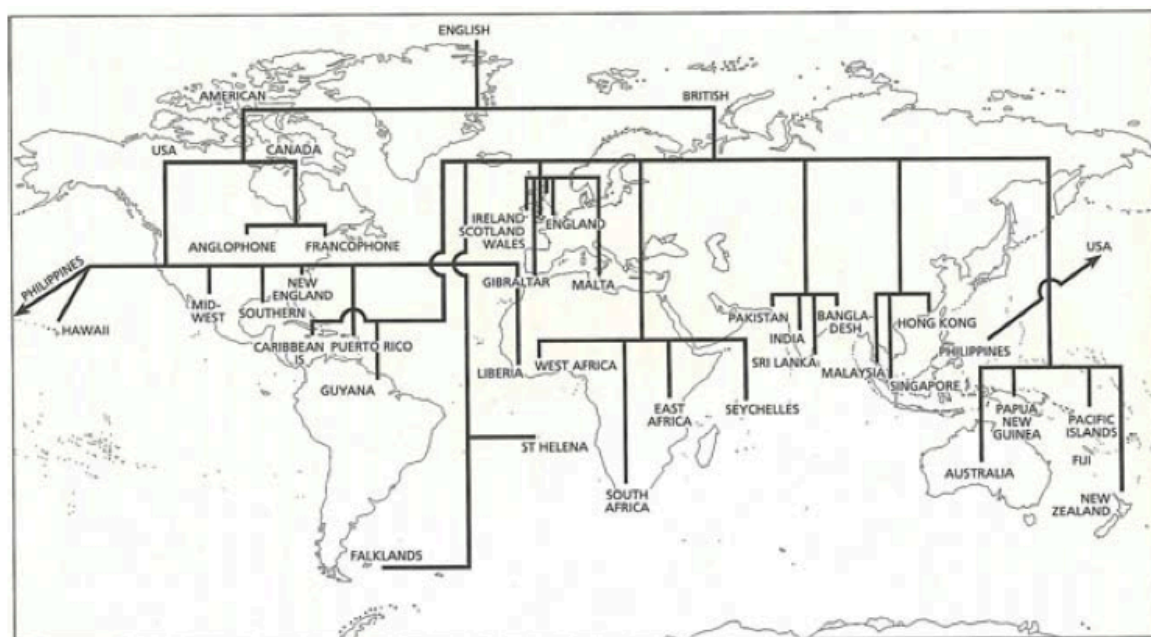 ENGLISH
AMERICAN
BRITISH
USA
CANADA
ANGLOPHONE
FRANCOPHONE
IRELAND
SCOTLAND
WALES
ENGLAND
GIBRALTAR
MALTA
USA
PHILIPPINES
HAWAII
MID-
WEST
SOUTHERN
NEW
ENGLAND
CARIBBEAN
IS
PUERTO RICO
GUYANA
LIBERIA
WEST AFRICA
EAST
AFRICA
SEYCHELLES
SOUTH
AFRICA
ST HELENA
FALKLANDS
PAKISTAN
INDIA
SRI LANKA
BANGLA
DESH
MALAYSIA
SINGAPORE
HONG KONG
PHILIPPINES
PAPUA
NEW
GUINEA
PACIFIC
ISLANDS
FIJI
AUSTRALIA
NEW
ZEALAND